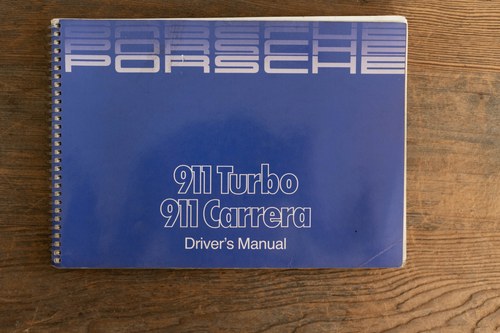 PORSCHE
PORSCHE
PORSCHE
911 Turbo
911 Carrera
Driver's Manual